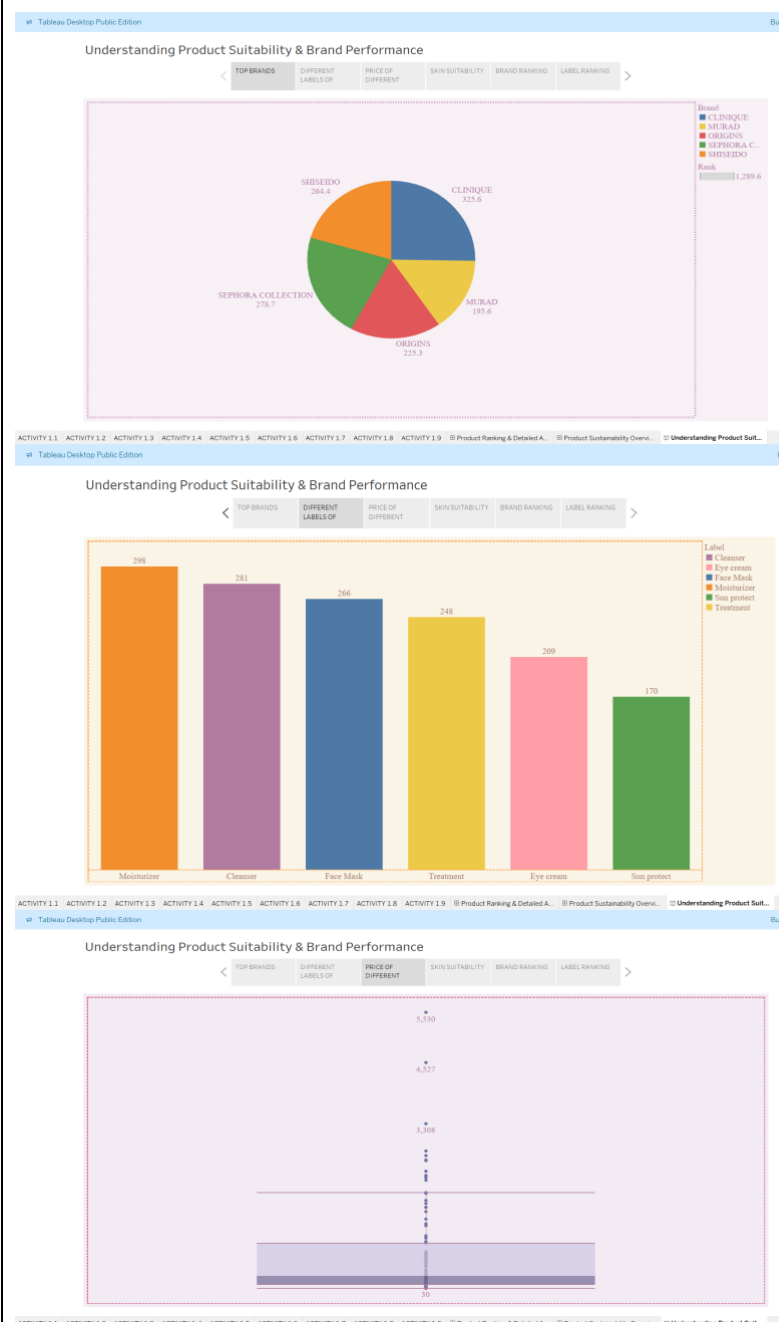 Tableau Desktop Public Edition
Bu
Understanding Product Suitability & Brand Performance
TOP BRANDS
DIFFERENT
LABELS OF
PRICE OF
DIFFERENT
SKIN SUITABILITY
BRAND RANKING
LABEL RANKING
Brand
CLINIQUE
MURAD
ORIGINS
SEPHORA C..
SHISEIDO
Rank
1,289.6
SHISEIDO
264.4
CLINIQUE
325.6
SEPHORA COLLECTION
278.7
MURAD
195.6
ORIGINS
225.3
ACTIVITY 1.1 ACTIVITY 1.2 ACTIVITY 1.3 ACTIVITY 1.4 ACTIVITY 1.5 ACTIVITY 1.6 ACTIVITY 1.7 ACTIVITY 1.8 ACTIVITY 1.9 Product Ranking & Detailed A... Product Sustainability Overvi... Understanding Product Suit...
Tableau Desktop Public Edition
Understanding Product Suitability & Brand Performance
TOP BRANDS
DIFFERENT
LABELS OF
PRICE OF
DIFFERENT
SKIN SUITABILITY
BRAND RANKING
LABEL RANKING
Label
Cleanser
Eye cream
Face Mask
Moisturizer
Sun protect
Treatment
298
281
266
248
209
170
Moisturizer Cleanser Face Mask Treatment Eye cream Sun protect
ACTIVITY 1.1 ACTIVITY 1.2 ACTIVITY 1.3 ACTIVITY 1.4 ACTIVITY 1.5 ACTIVITY 1.6 ACTIVITY 1.7 ACTIVITY 1.8 ACTIVITY 1.9 Product Ranking & Detailed A... Product Sustainability Overvi... Understanding Product Suit...
Tableau Desktop Public Edition
Bu
Understanding Product Suitability & Brand Performance
TOP BRANDS
DIFFERENT
LABELS OF
PRICE OF
DIFFERENT
SKIN SUITABILITY
BRAND RANKING
LABEL RANKING
5,530
4,527
3,308
30